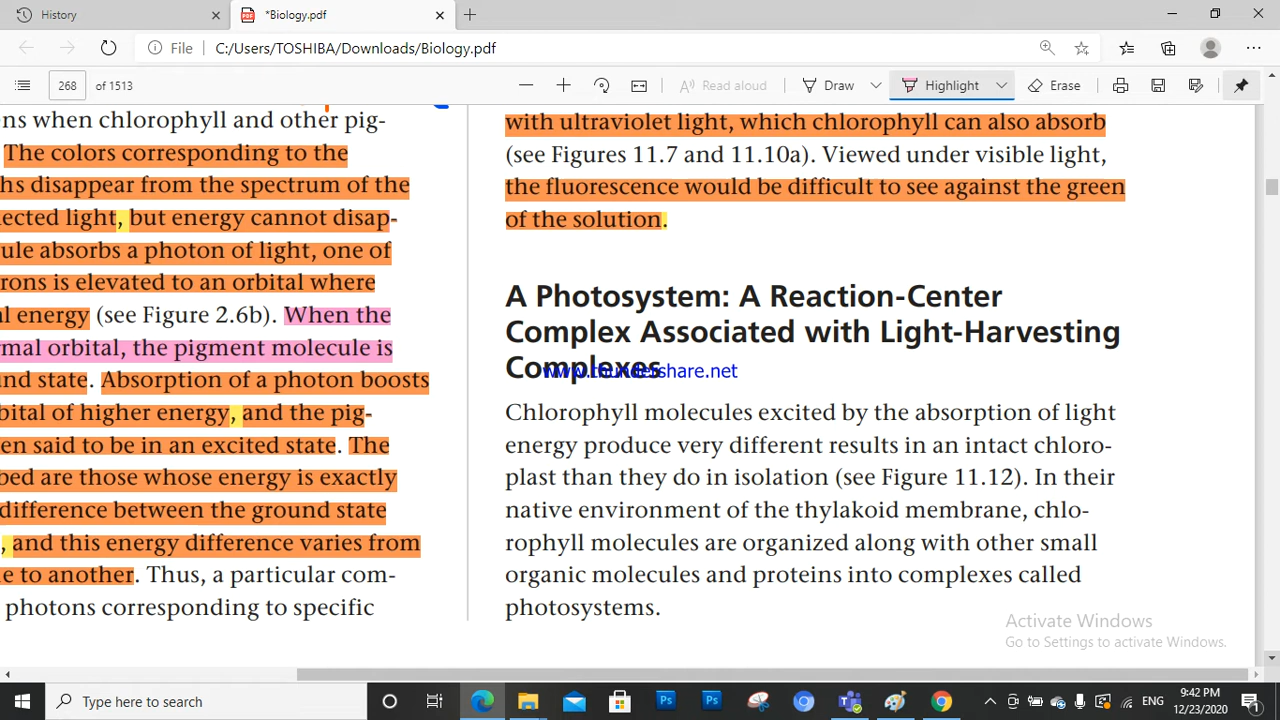 History
*Biology.pdf
File
C:/Users/TOSHIBA/Downloads/Biology.pdf
268 of 1513
Read aloud
Draw
Highlight
Erase
ens when chlorophyll and other pig-
The colors corresponding to the
hs disappear from the spectrum of the
lected light, but energy cannot disap-
ule absorbs a photon of light, one of
rons is elevated to an orbital where
al energy (see Figure 2.6b). When the
rmal orbital, the pigment molecule is
und state. Absorption of a photon boosts
bital of higher energy, and the pig-
en said to be in an excited state. The
bed are those whose energy is exactly
difference between the ground state
, and this energy difference varies from
e to another. Thus, a particular com-
photons corresponding to specific
with ultraviolet light, which chlorophyll can also absorb
(see Figures 11.7 and 11.10a). Viewed under visible light,
the fluorescence would be difficult to see against the green
of the solution.
A Photosystem: A Reaction-Center
Complex Associated with Light-Harvesting
Complexes
www.thundershare.net
Chlorophyll molecules excited by the absorption of light
energy produce very different results in an intact chloro-
plast than they do in isolation (see Figure 11.12). In their
native environment of the thylakoid membrane, chlo-
rophyll molecules are organized along with other small
organic molecules and proteins into complexes called
photosystems.
Activate Windows
Go to Settings to activate Windows.
Type here to search
Ps
Ps
ENG
9:42 PM
12/23/2020
1